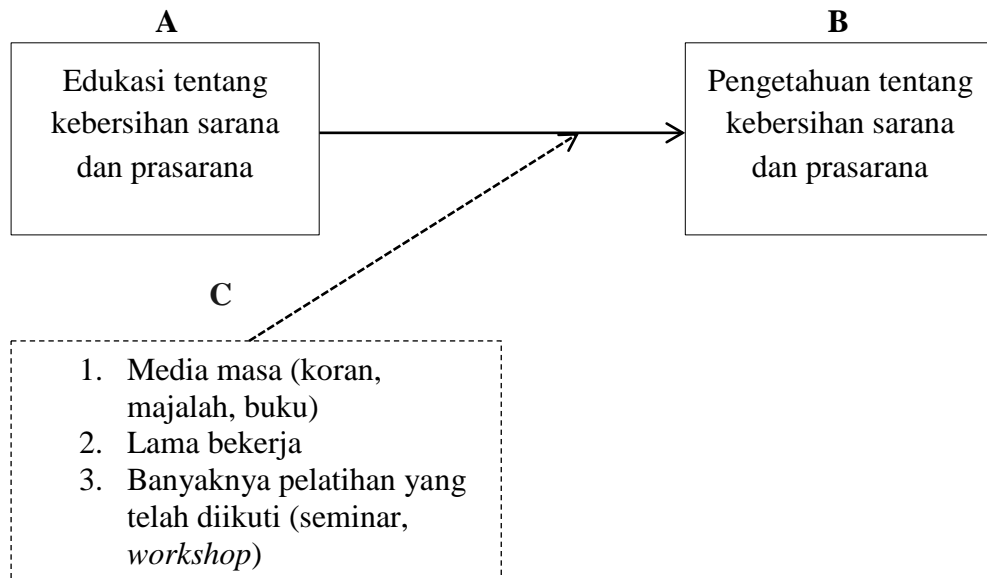 A
Edukasi tentang
kebersihan sarana
dan prasarana
B
Pengetahuan tentang
kebersihan sarana
dan prasarana
C
1. Media masa (koran,
majalah, buku)
2. Lama bekerja
3. Banyaknya pelatihan yang
telah diikuti (seminar,
workshop)